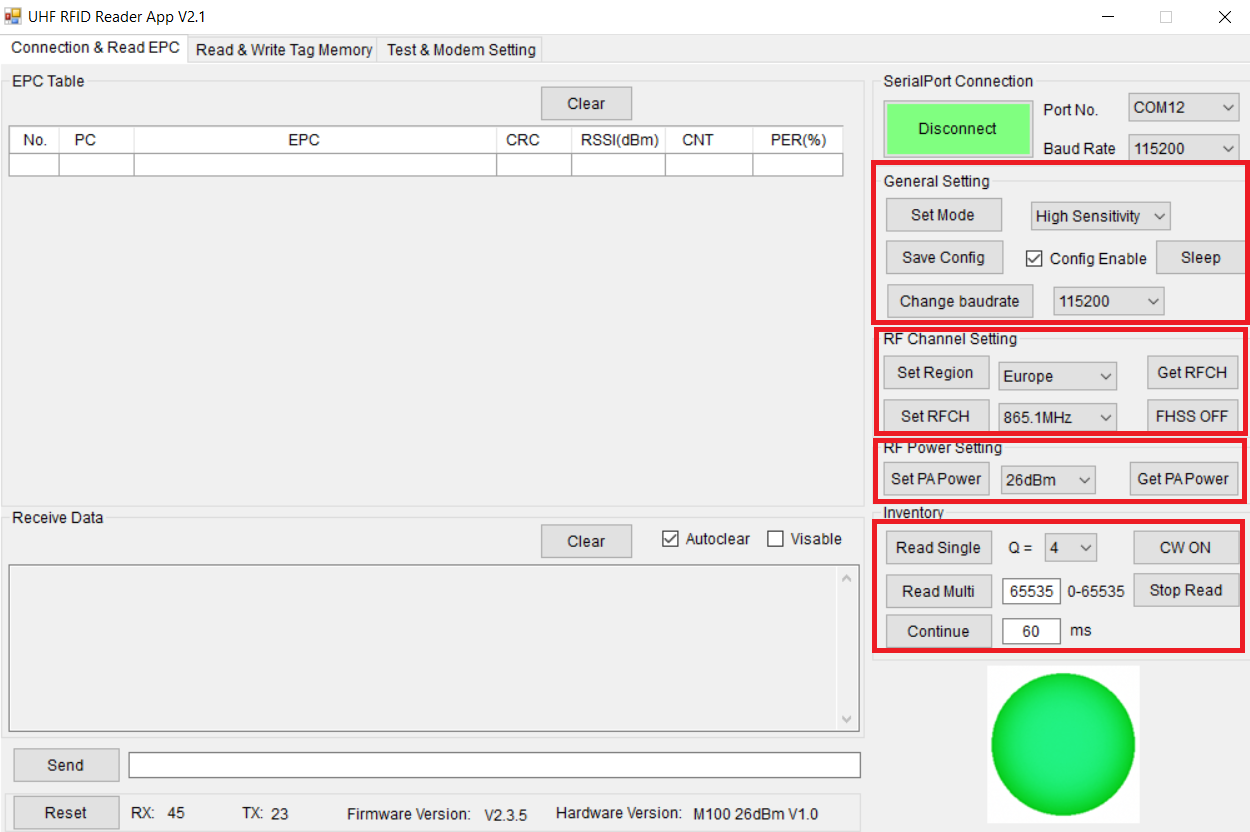 UHF RFID Reader App V2.1
Connection & Read EPC Read & Write Tag Memory Test & Modem Setting
EPC Table
Clear
No. PC EPC CRC RSSI(dBm) CNT PER(%)
SerialPort Connection
Disconnect
Port No. COM12
Baud Rate 115200
General Setting
Set Mode High Sensitivity
Save Config Config Enable Sleep
Change baudrate 115200
RF Channel Setting
Set Region Europe Get RFCH
Set RFCH 865.1MHz FHSS OFF
RF Power Setting
Set PA Power 26dBm Get PA Power
Inventory
Read Single Q = 4 CW ON
Read Multi 65535 0-65535 Stop Read
Continue 60 ms
Receive Data
Clear Autoclear Visable
Send
Reset RX: 45 TX: 23 Firmware Version: V2.3.5 Hardware Version: M100 26dBm V1.0